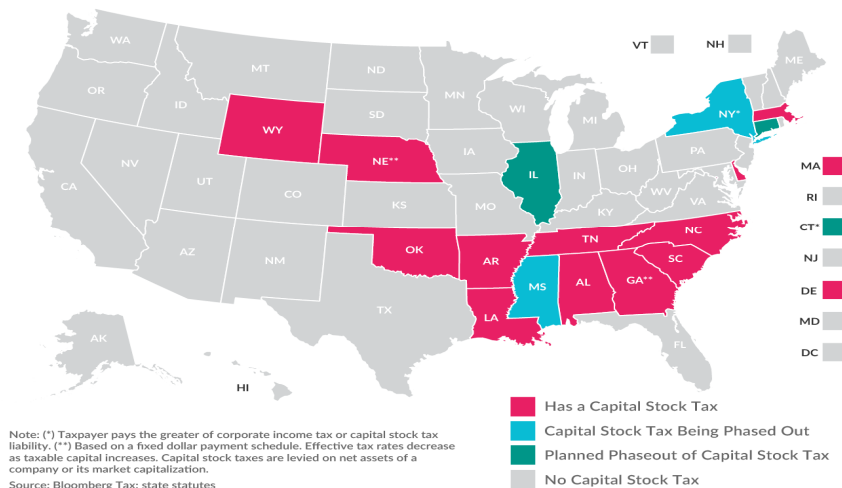 VT
NH
WA
MT
ND
MN
ME
OR
ID
SD
WI
MI
NY*
WY
NE**
IA
PA
MA
NV
UT
CO
IL
IN
OH
WV
VA
RI
CA
KS
MO
KY
CT*
AZ
NM
OK
AR
TN
NC
NJ
SC
MS
AL
GA**
DE
TX
LA
FL
MD
DC
AK
HI
Has a Capital Stock Tax
Capital Stock Tax Being Phased Out
Planned Phaseout of Capital Stock Tax
No Capital Stock Tax
Note: (*) Taxpayer pays the greater of corporate income tax or capital stock tax
liability. (**) Based on a fixed dollar payment schedule. Effective tax rates decrease
as taxable capital increases. Capital stock taxes are levied on net assets of a
company or its market capitalization.
Source: Bloomberg Tax; state statutes